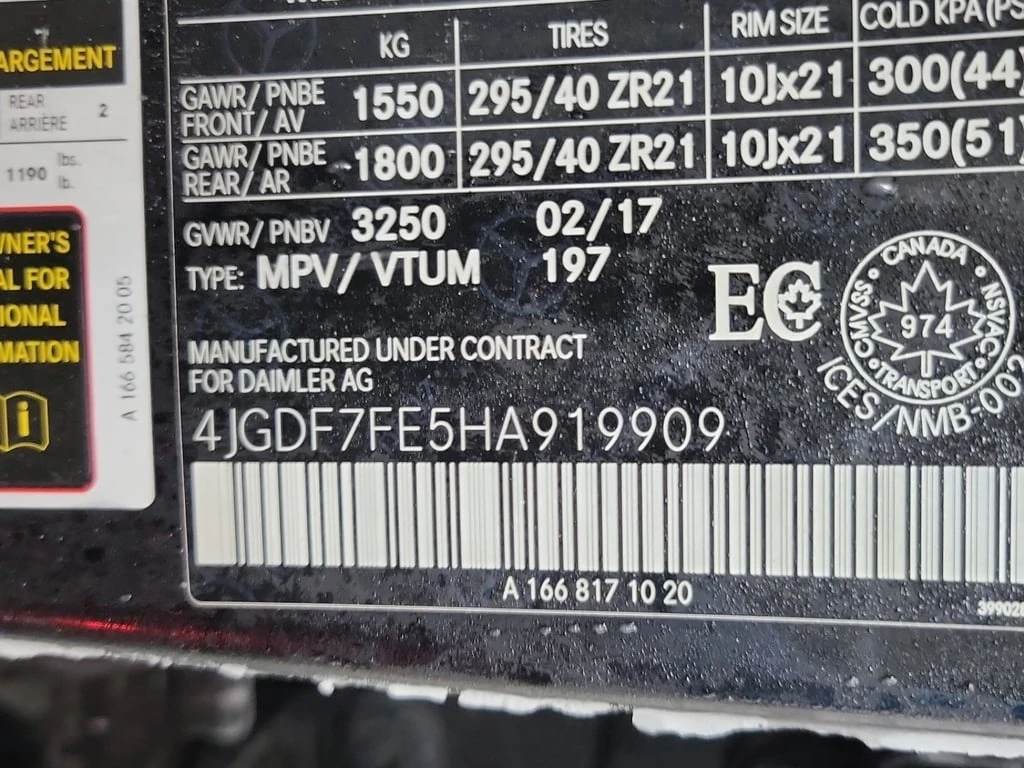 ARGEMENT
REAR
ARRIÈRE 2
1190 lbs.
lb.
WNER'S
AL FOR
IONAL
MATION
i
A 166 584 20 05
KG TIRES RIM SIZE COLD KPA(PS
GAWR/ PNBE
FRONT/ AV 1550 295/40 ZR21 10Jx21 300(44)
GAWR/ PNBE
REAR/ AR 1800 295/40 ZR21 10Jx21 350(51)
GVWR/ PNBV 3250 02/17
TYPE: MPV/VTUM 197
EC
CANADA
CMVSS NSVAC
974
TRANSPORT
ICES/NMB-002
MANUFACTURED UNDER CONTRACT
FOR DAIMLER AG
4JGDF7FE5HA919909
A 166 817 10 20
399028